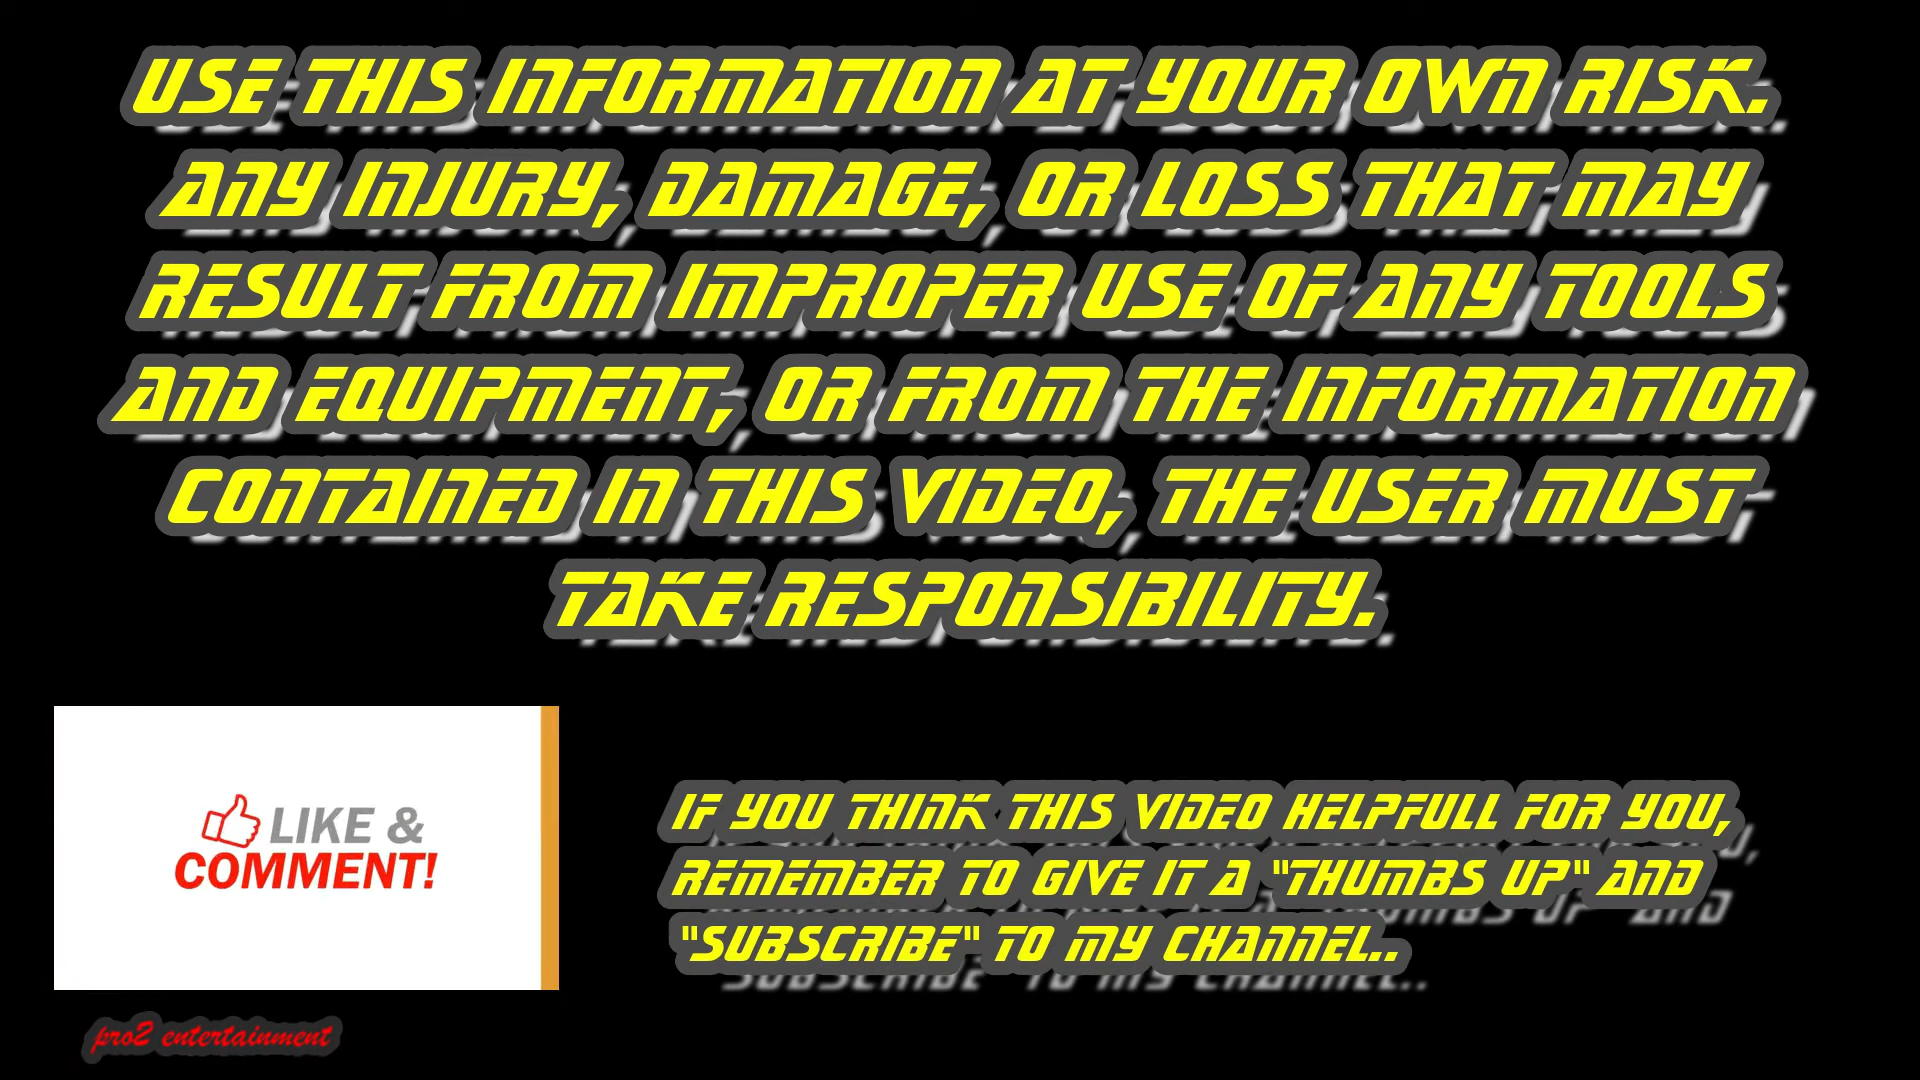 USE THIS INFORMATION AT YOUR OWN RISK.
ANY INJURY, DAMAGE, OR LOSS THAT MAY
RESULT FROM IMPROPER USE OF ANY TOOLS
AND EQUIPMENT, OR FROM THE INFORMATION
CONTAINED IN THIS VIDEO, THE USER MUST
TAKE RESPONSIBILITY.
LIKE &
COMMENT!
IF YOU THINK THIS VIDEO HELPFULL FOR YOU,
REMEMBER TO GIVE IT A "THUMBS UP" AND
"SUBSCRIBE" TO MY CHANNEL..
pro2 entertainment